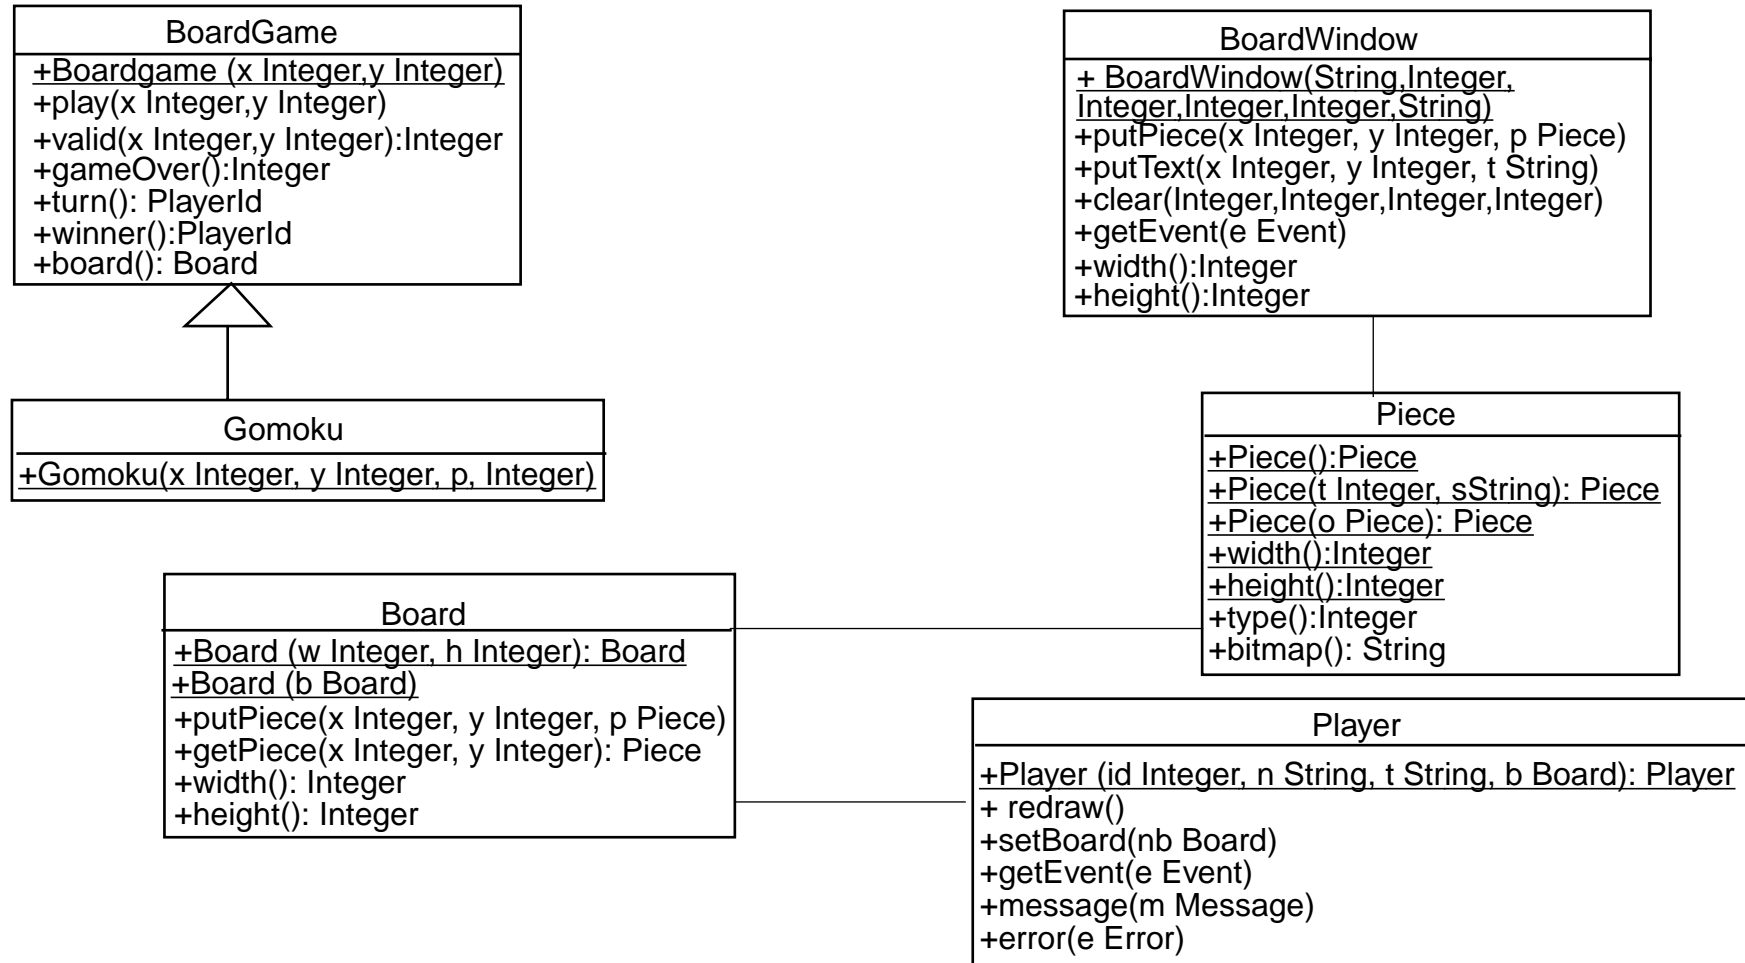 BoardGame
+Boardgame (x Integer,y Integer)
+play(x Integer,y Integer)
+valid(x Integer,y Integer):Integer
+gameOver():Integer
+turn(): PlayerId
+winner():PlayerId
+board(): Board
BoardWindow
+ BoardWindow(String,Integer,
Integer,Integer,Integer,String)
+putPiece(x Integer, y Integer, p Piece)
+putText(x Integer, y Integer, t String)
+clear(Integer,Integer,Integer,Integer)
+getEvent(e Event)
+width():Integer
+height():Integer
Gomoku
+Gomoku(x Integer, y Integer, p, Integer)
Piece
+Piece():Piece
+Piece(t Integer, sString): Piece
+Piece(o Piece): Piece
+width():Integer
+height():Integer
+type():Integer
+bitmap(): String
Board
+Board (w Integer, h Integer): Board
+Board (b Board)
+putPiece(x Integer, y Integer, p Piece)
+getPiece(x Integer, y Integer): Piece
+width(): Integer
+height(): Integer
Player
+Player (id Integer, n String, t String, b Board): Player
+ redraw()
+setBoard(nb Board)
+getEvent(e Event)
+message(m Message)
+error(e Error)